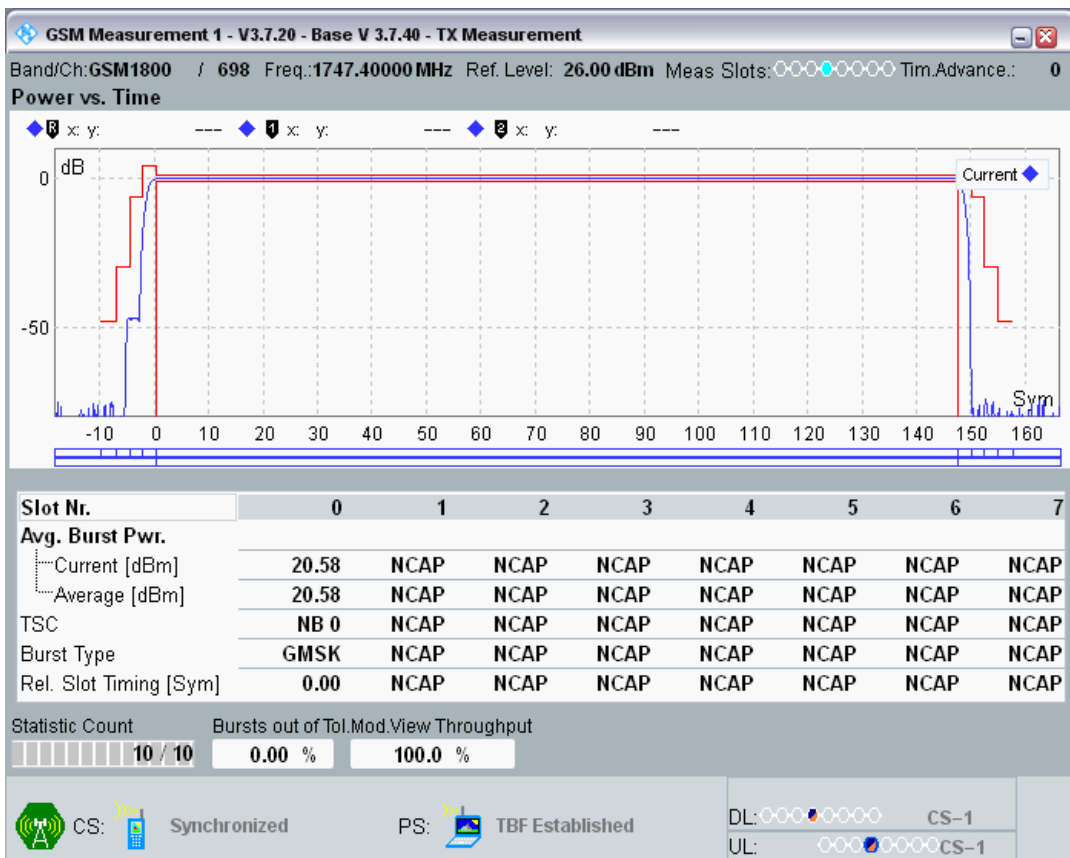 GSM Measurement 1 - V3.7.20 - Base V 3.7.40 - TX Measurement
Band/Ch:GSM1800 / 698 Freq.:1747.40000 MHz Ref. Level: 26.00 dBm Meas Slots: Tim.Advance.: 0
Power vs. Time
R x: y: --- 1 x: y: --- 2 x: y: ---
dB
Current
0
-50
Sym
-10 0 10 20 30 40 50 60 70 80 90 100 110 120 130 140 150 160
Slot Nr. 0 1 2 3 4 5 6 7
Avg. Burst Pwr.
Current [dBm] 20.58 NCAP NCAP NCAP NCAP NCAP NCAP NCAP
Average [dBm] 20.58 NCAP NCAP NCAP NCAP NCAP NCAP NCAP
TSC NB 0 NCAP NCAP NCAP NCAP NCAP NCAP NCAP
Burst Type GMSK NCAP NCAP NCAP NCAP NCAP NCAP NCAP
Rel. Slot Timing [Sym] 0.00 NCAP NCAP NCAP NCAP NCAP NCAP NCAP
Statistic Count Bursts out of Tol. Mod.View Throughput
10 / 10 0.00 % 100.0 %
CS: Synchronized PS: TBF Established
DL: CS-1
UL: CS-1